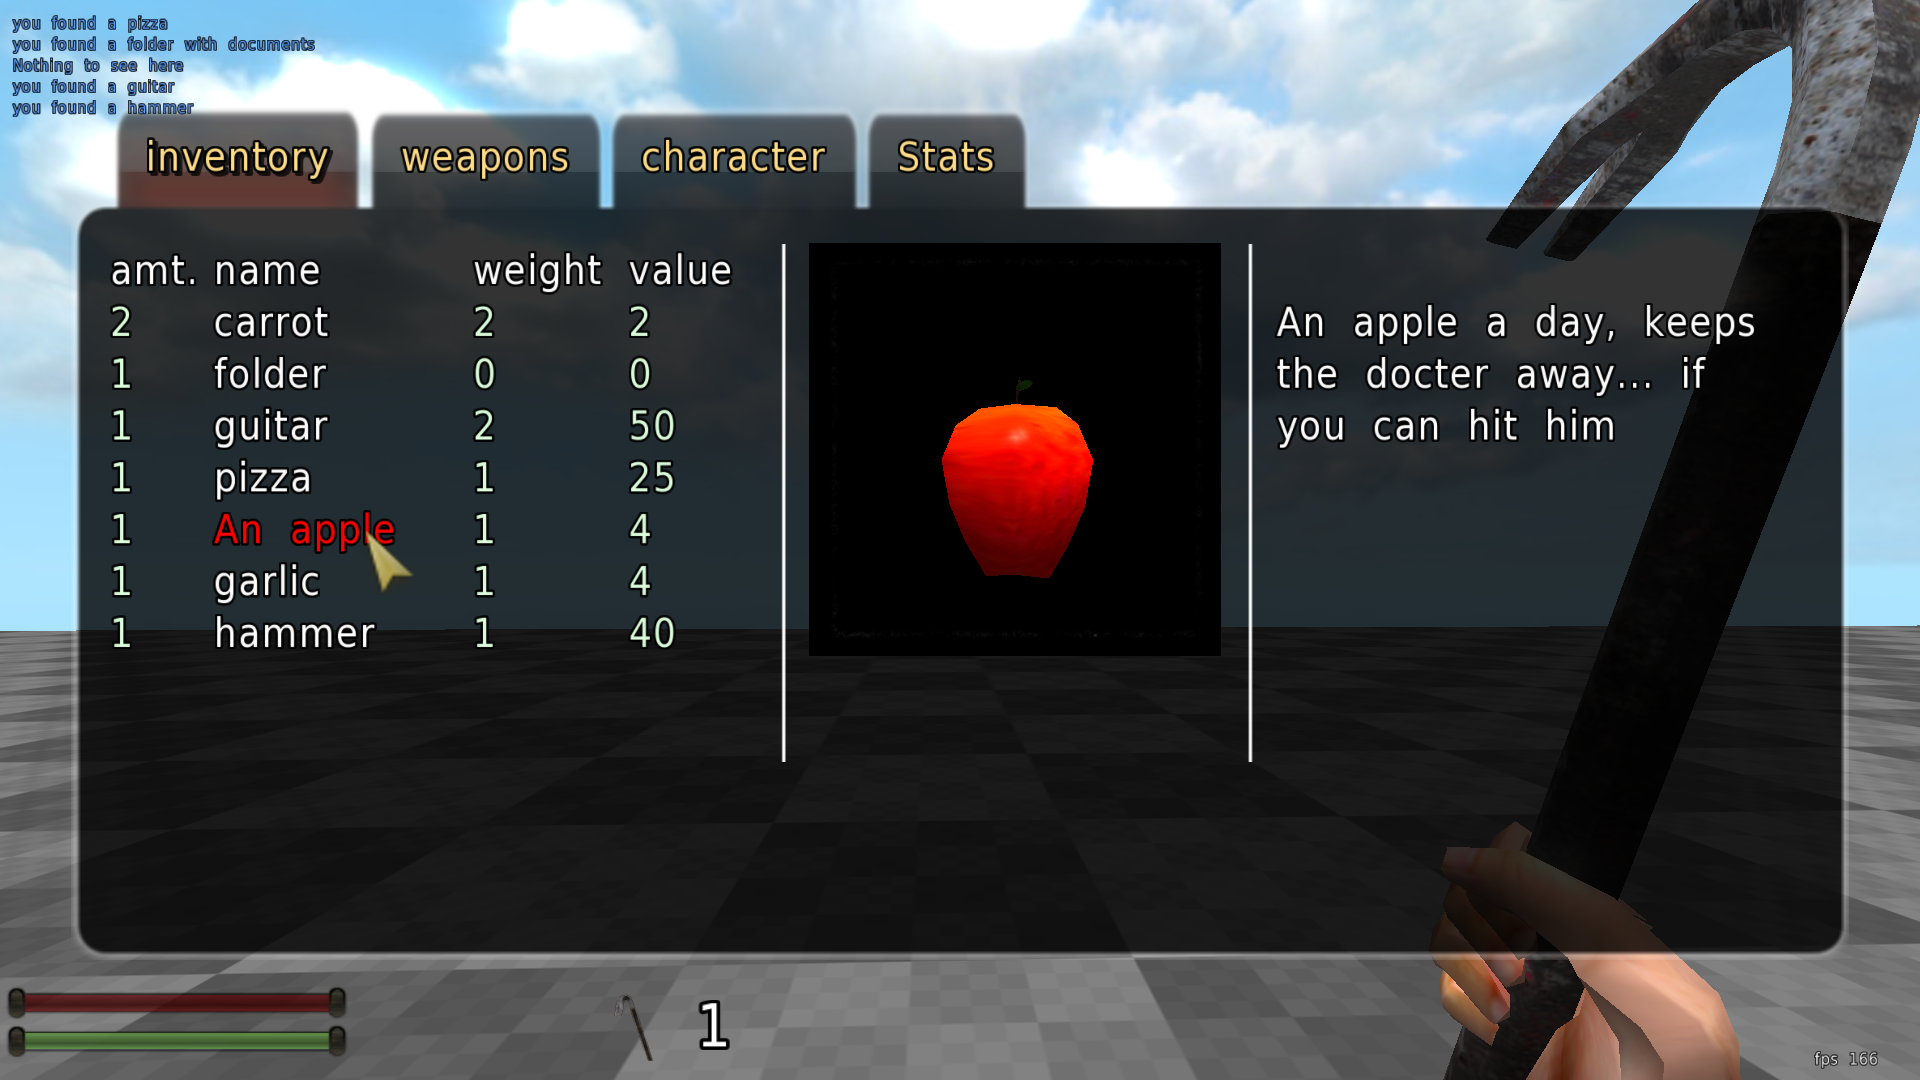 you found a pizza
you found a folder with documents
Nothing to see here
you found a guitar
you found a hammer
inventory weapons character Stats
amt. name weight value
2 carrot 2 2
1 folder 0 0
1 guitar 2 50
1 pizza 1 25
1 An apple 1 4
1 garlic 1 4
1 hammer 1 40
An apple a day, keeps
the docter away... if
you can hit him
1
fps 166